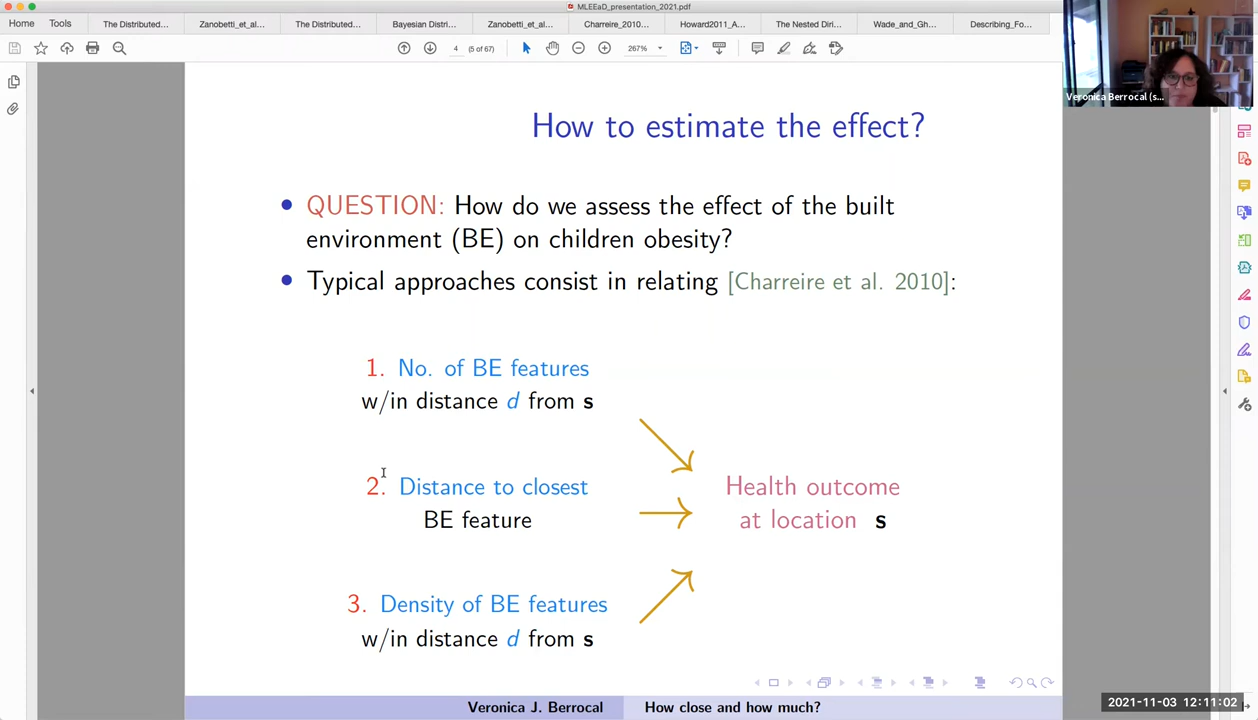 MLEEaD_presentation_2021.pdf
Home Tools The Distributed... Zanobetti_et_al... The Distributed... Bayesian Distri... Zanobetti_et_al... Charreire_2010... Howard2011_A... The Nested Diri... Wade_and_Gh... Describing_Fo...
4 (5 of 67) 267%
Veronica Berrocal (s...
How to estimate the effect?
• QUESTION: How do we assess the effect of the built
environment (BE) on children obesity?
• Typical approaches consist in relating [Charreire et al. 2010]:
1. No. of BE features
w/in distance d from s
2. Distance to closest
BE feature
3. Density of BE features
w/in distance d from s
Health outcome
at location s
Veronica J. Berrocal How close and how much?
2021-11-03 12:11:02